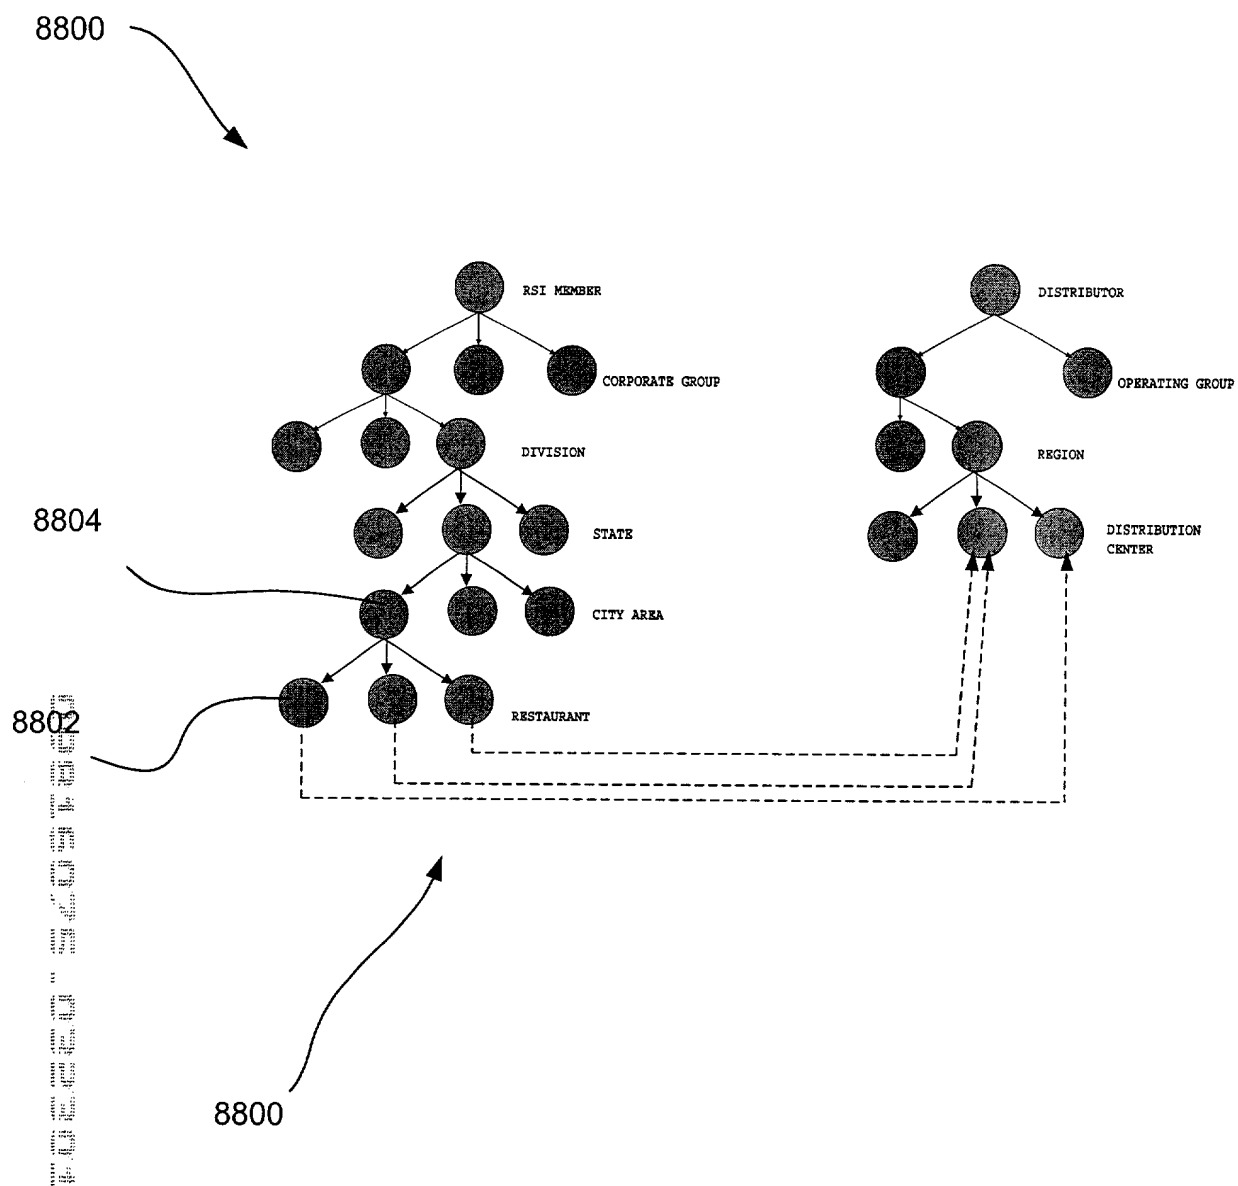 8800
RSI MEMBER
DISTRIBUTOR
CORPORATE GROUP
OPERATING GROUP
DIVISION
REGION
8804
STATE
DISTRIBUTION
CENTER
CITY AREA
8802
RESTAURANT
8800